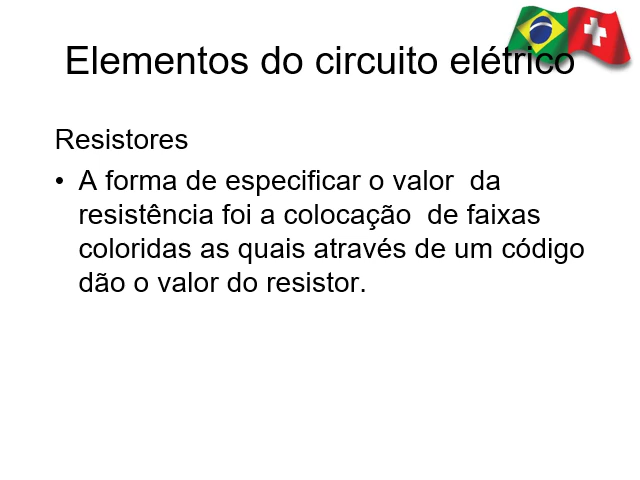 Elementos do circuito elétrico
Resistores
• A forma de especificar o valor  da
resistência foi a colocação  de faixas
coloridas as quais através de um código
dão o valor do resistor.